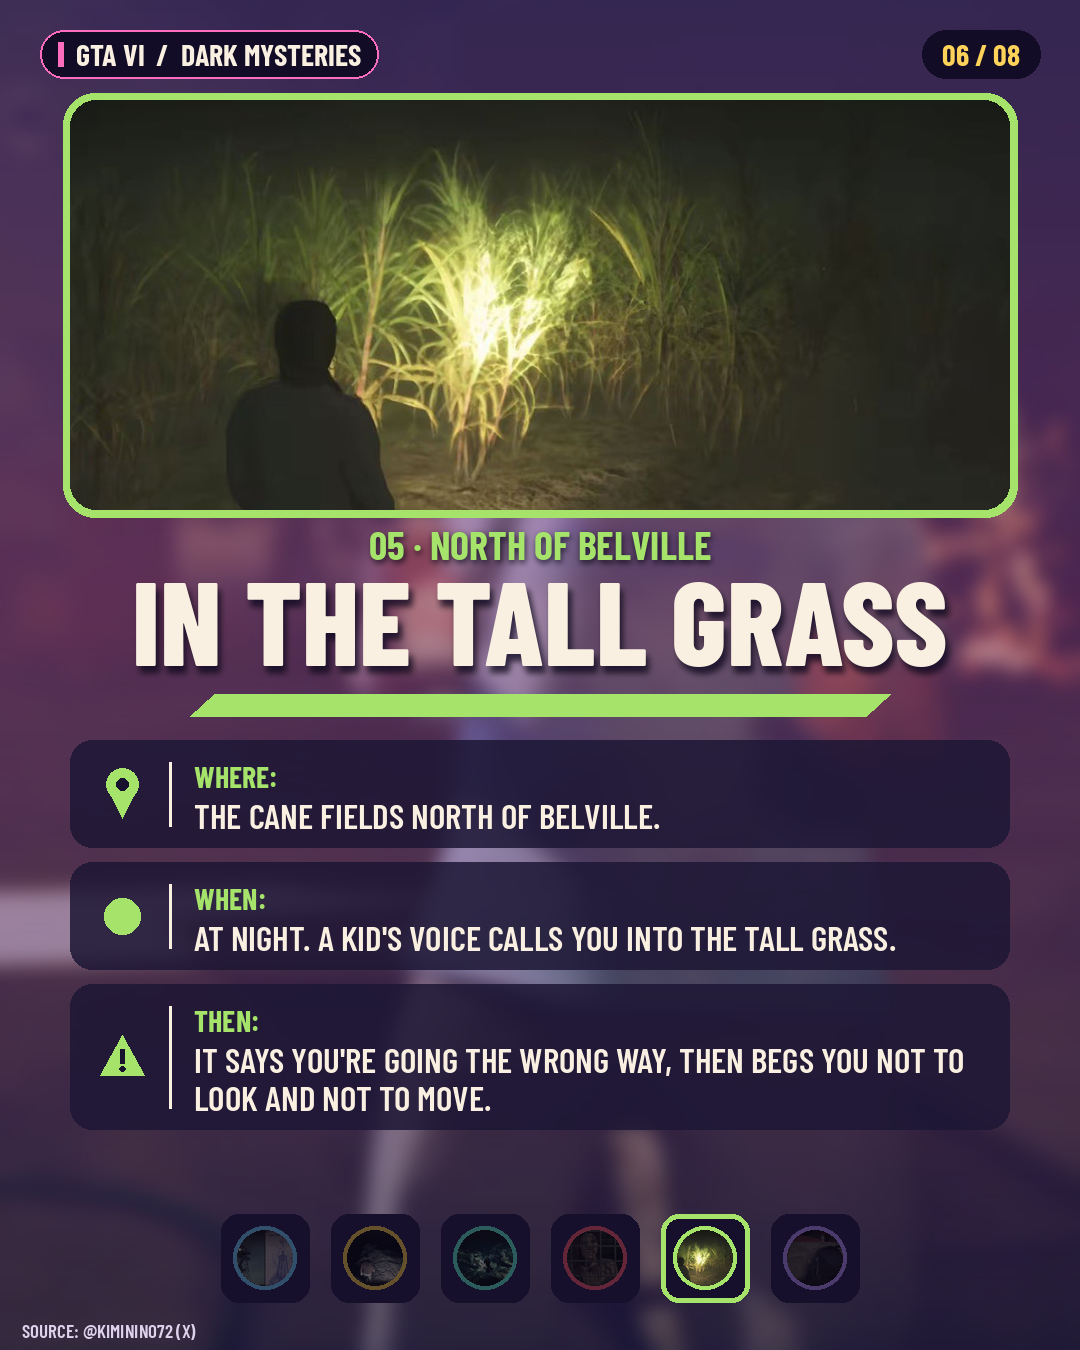 GTA VI / DARK MYSTERIES
06 / 08
05 · NORTH OF BELVILLE
IN THE TALL GRASS
WHERE:
THE CANE FIELDS NORTH OF BELVILLE.
WHEN:
AT NIGHT. A KID'S VOICE CALLS YOU INTO THE TALL GRASS.
THEN:
IT SAYS YOU'RE GOING THE WRONG WAY, THEN BEGS YOU NOT TO
LOOK AND NOT TO MOVE.
SOURCE: @KIMININO72 (X)